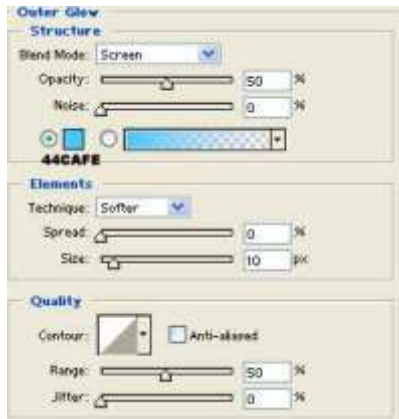 Outer Glow
Structure
Blend Mode: Screen
Opacity: 50 %
Noise: 0 %
44CAFE
Elements
Technique: Softer
Spread: 0 %
Size: 10 px
Quality
Contour: Anti-aliased
Range: 50 %
Jitter: 0 %